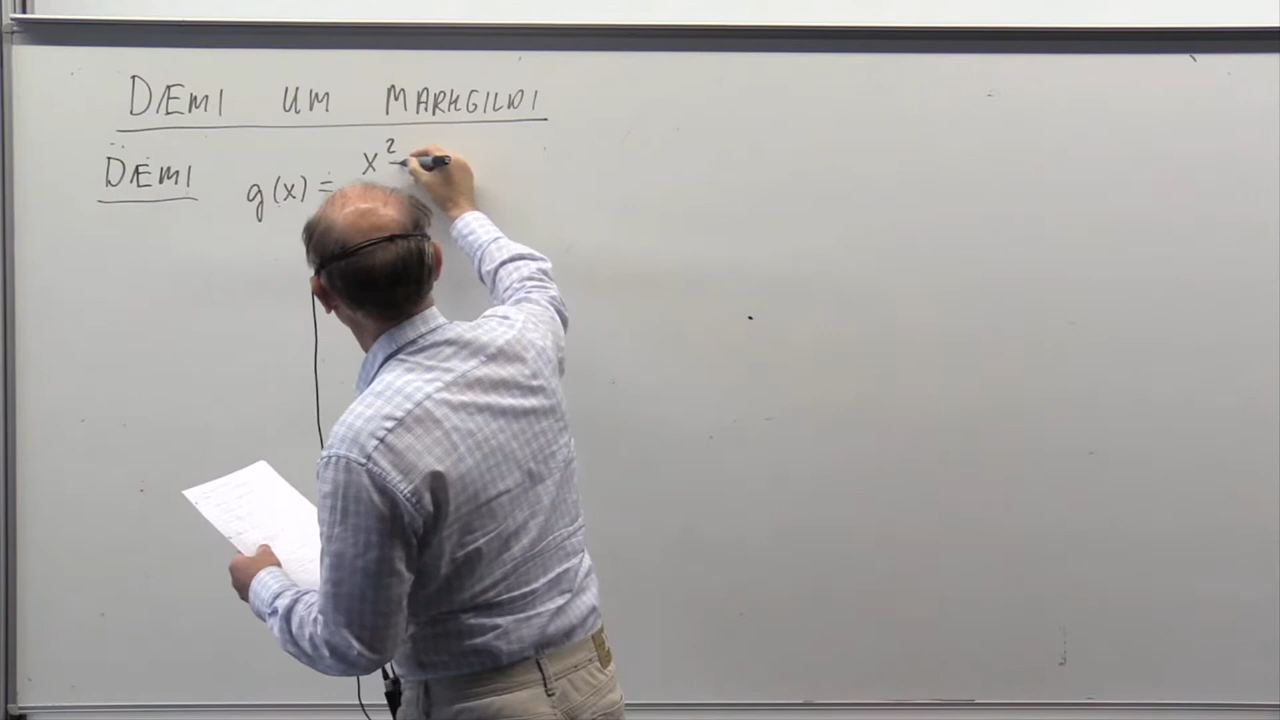 DÆMI UM MARKGILDI
DÆMI g(x) = x² -